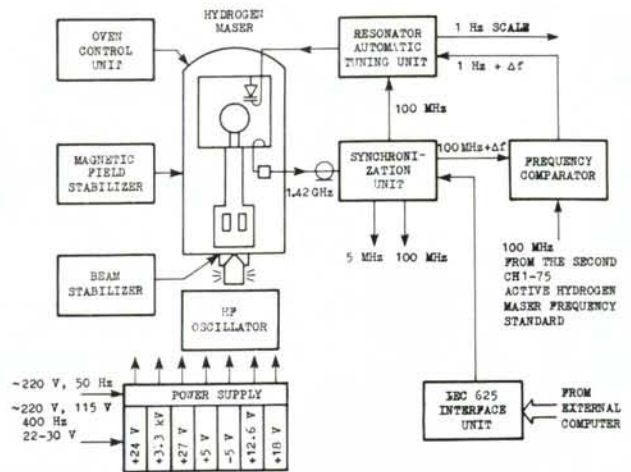 HYDROGEN
MASER
OVEN
CONTROL
UNIT
RESONATOR
AUTOMATIC
TUNING UNIT
1 Hz SCALE
1 Hz + Δf
100 MHz
MAGNETIC
FIELD
STABILIZER
1.42 GHz
SYNCHRONI-
ZATION
UNIT
100 MHz+Δf
FREQUENCY
COMPARATOR
5 MHz
100 MHz
100 MHz
FROM THE SECOND
CH1-75
ACTIVE HYDROGEN
MASER FREQUENCY
STANDARD
BEAM
STABILIZER
HF
OSCILLATOR
~220 V, 50 Hz
~220 V, 115 V
400 Hz
22-30 V
POWER SUPPLY
+24 V
+3.3 kV
+27 V
+5 V
-5 V
+12.6 V
+18 V
IEC 625
INTERFACE
UNIT
FROM
EXTERNAL
COMPUTER